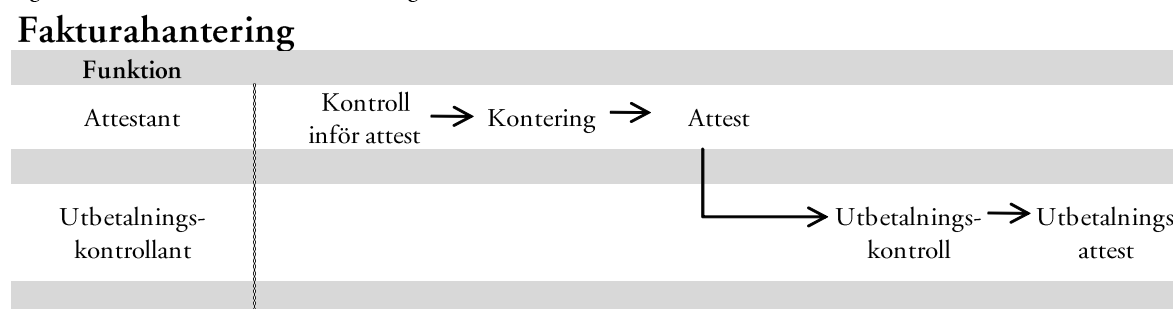 Fakturahantering
Funktion
Attestant
Kontroll
inför attest
Kontering
Attest
Utbetalnings-
kontrollant
Utbetalnings-
kontroll
Utbetalnings
attest